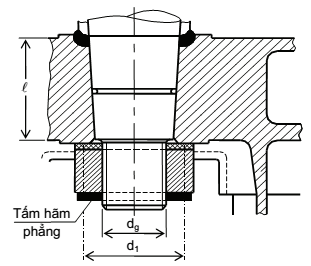 ℓ
Tấm hãm
phẳng
dg
d1